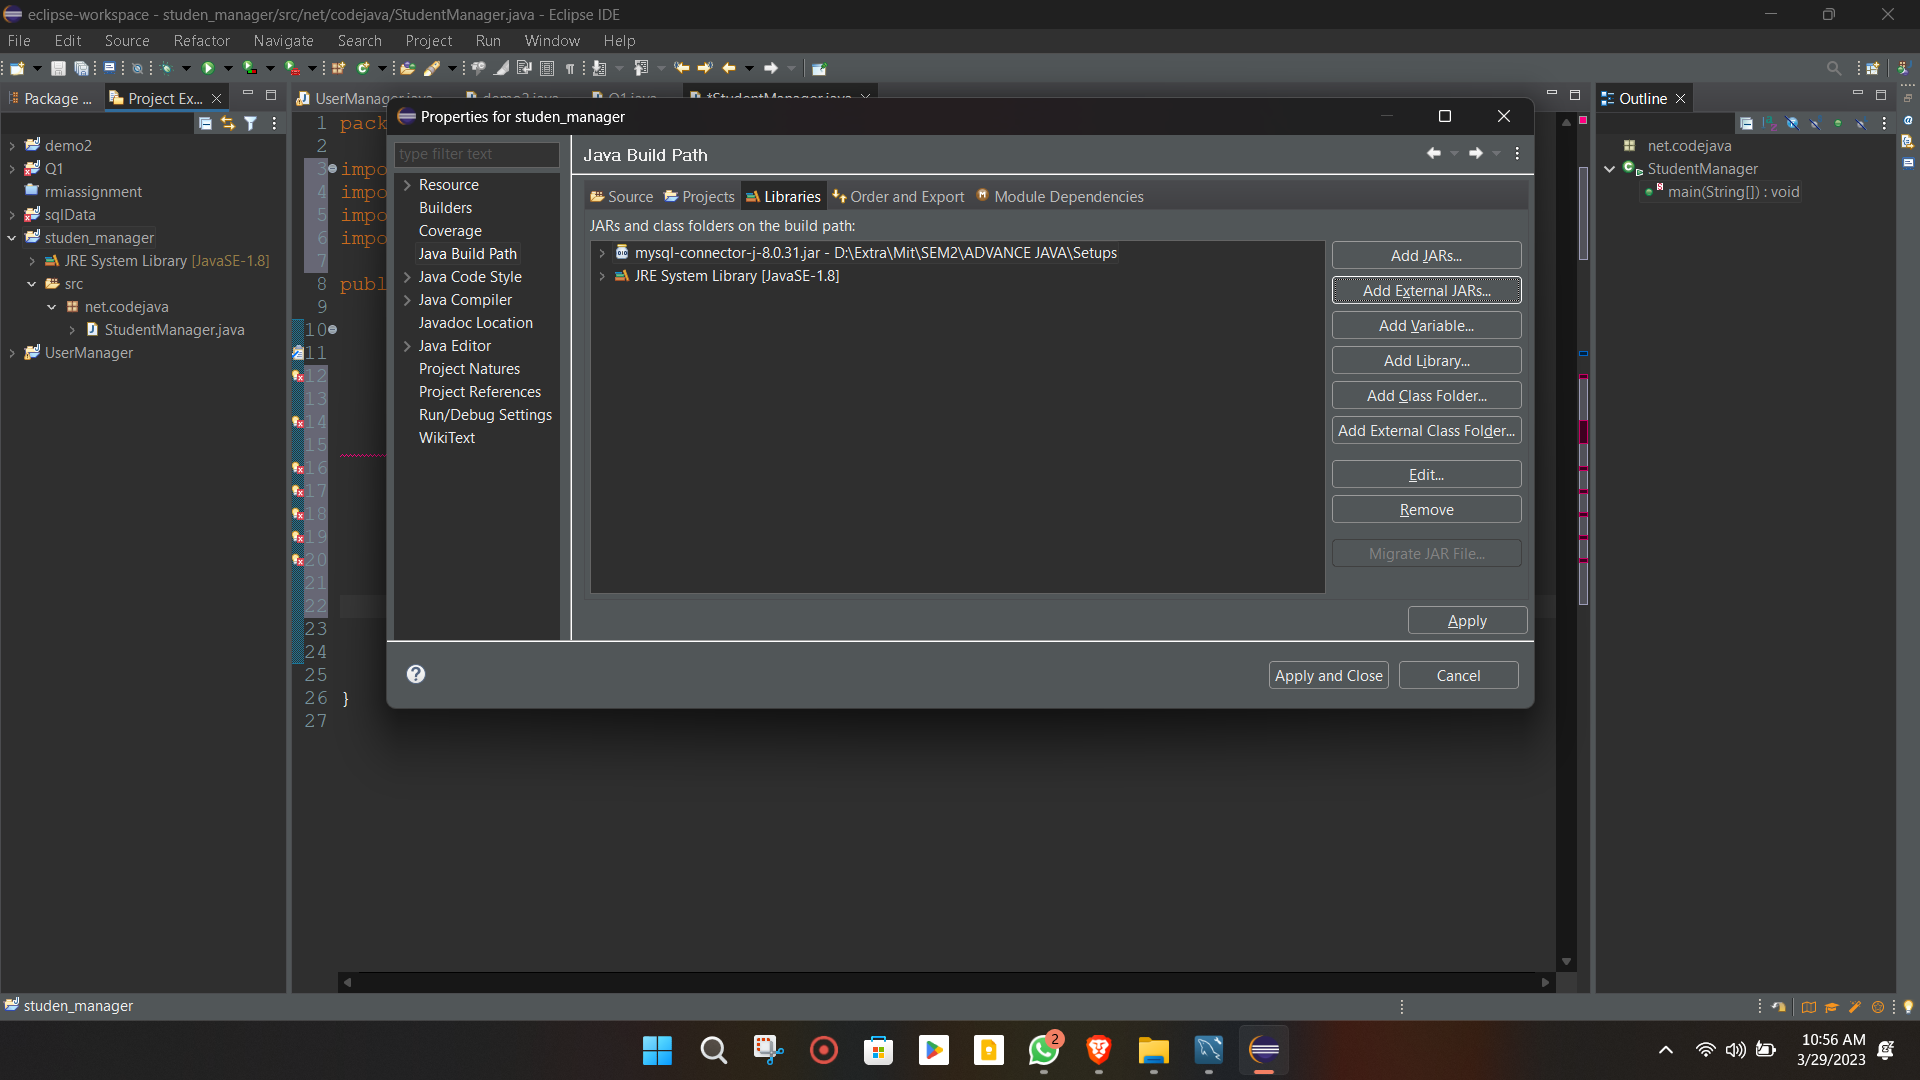 eclipse-workspace - studen_manager/src/net/codejava/StudentManager.java - Eclipse IDE
File Edit Source Refactor Navigate Search Project Run Window Help
Package ...
Project Ex...
demo2
Q1
rmiassignment
sqlData
studen_manager
JRE System Library [JavaSE-1.8]
src
net.codejava
StudentManager.java
UserManager
UserManager.java
demo2.java
Q1.java
*StudentManager.java
1 pack
2
3 impo
4 impo
5 impo
6 impo
7
8 publ
9
10
11
12
13
14
15
16
17
18
19
20
21
22
23
24
25
26 }
27
Properties for studen_manager
type filter text
Resource
Builders
Coverage
Java Build Path
Java Code Style
Java Compiler
Javadoc Location
Java Editor
Project Natures
Project References
Run/Debug Settings
WikiText
Java Build Path
Source Projects Libraries Order and Export Module Dependencies
JARs and class folders on the build path:
mysql-connector-j-8.0.31.jar - D:\Extra\Mit\SEM2\ADVANCE JAVA\Setups
JRE System Library [JavaSE-1.8]
Add JARs...
Add External JARs...
Add Variable...
Add Library...
Add Class Folder...
Add External Class Folder...
Edit...
Remove
Migrate JAR File...
Apply
Apply and Close
Cancel
Outline
net.codejava
StudentManager
main(String[]) : void
studen_manager
2
10:56 AM
3/29/2023